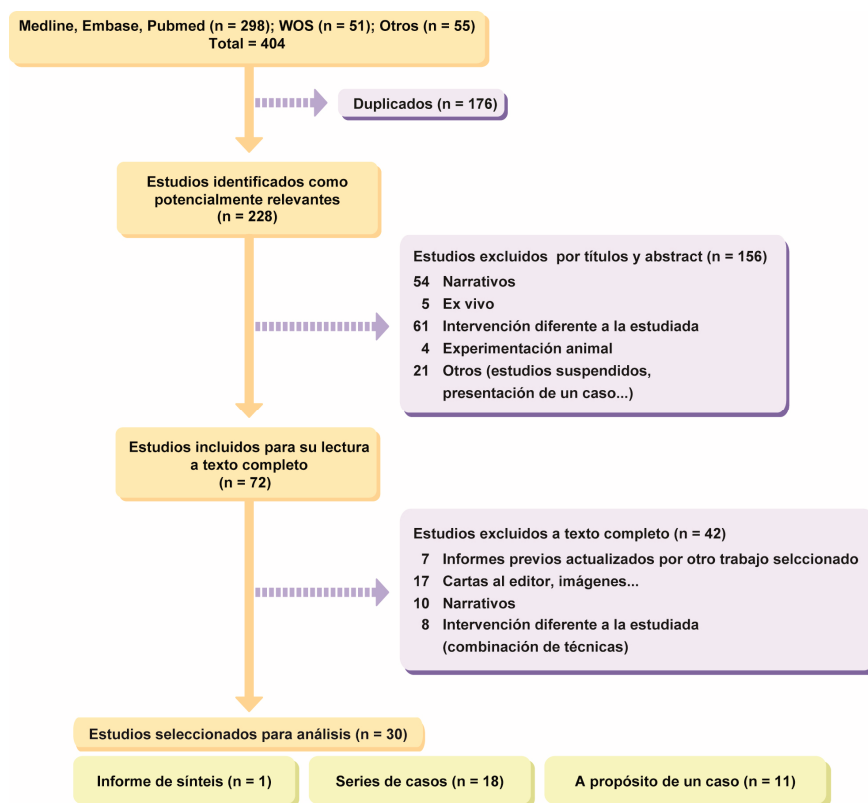 Medline, Embase, Pubmed (n = 298); WOS (n = 51); Otros (n = 55)
Total = 404
Duplicados (n = 176)
Estudios identificados como
potencialmente relevantes
(n = 228)
Estudios excluidos por títulos y abstract (n = 156)
54 Narrativos
5 Ex vivo
61 Intervención diferente a la estudiada
4 Experimentación animal
21 Otros (estudios suspendidos,
presentación de un caso...)
Estudios incluidos para su lectura
a texto completo
(n = 72)
Estudios excluidos a texto completo (n = 42)
7 Informes previos actualizados por otro trabajo selccionado
17 Cartas al editor, imágenes...
10 Narrativos
8 Intervención diferente a la estudiada
(combinación de técnicas)
Estudios seleccionados para análisis (n = 30)
Informe de sínteis (n = 1)
Series de casos (n = 18)
A propósito de un caso (n = 11)